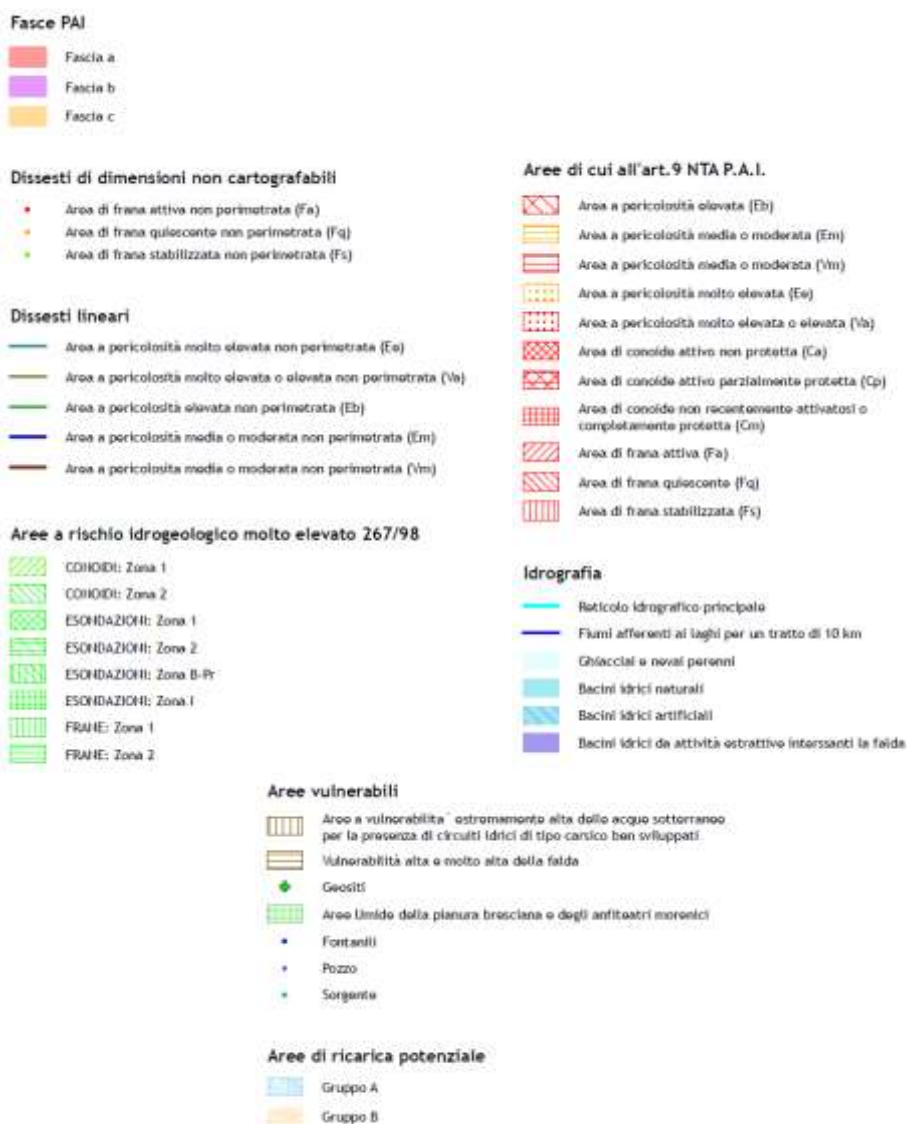 Fasce PAI
Fascia a
Fascia b
Fascia c
Dissesti di dimensioni non cartografabili
Area di frana attiva non perimetrata (Fa)
Area di frana quiescente non perimetrata (Fq)
Area di frana stabilizzata non perimetrata (Fs)
Dissesti lineari
Area a pericolosità molto elevata non perimetrata (Ee)
Area a pericolosità molto elevata o elevata non perimetrata (Va)
Area a pericolosità elevata non perimetrata (Eb)
Area a pericolosità media o moderata non perimetrata (Em)
Area a pericolosita media o moderata non perimetrata (Vm)
Aree a rischio idrogeologico molto elevato 267/98
CONOIDI: Zona 1
CONOIDI: Zona 2
ESONDAZIONI: Zona 1
ESONDAZIONI: Zona 2
ESONDAZIONI: Zona B-Pr
ESONDAZIONI: Zona I
FRANE: Zona 1
FRANE: Zona 2
Aree di cui all'art.9 NTA P.A.I.
Area a pericolosità elevata (Eb)
Area a pericolosità media o moderata (Em)
Area a pericolosità media o moderata (Vm)
Area a pericolosità molto elevata (Ee)
Area a pericolosità molto elevata o elevata (Va)
Area di conoide attivo non protetta (Ca)
Area di conoide attivo parzialmente protetta (Cp)
Area di conoide non recentemente attivatosi o
completamente protetta (Cm)
Area di frana attiva (Fa)
Area di frana quiescente (Fq)
Area di frana stabilizzata (Fs)
Idrografia
Reticolo idrografico principale
Fiumi afferenti ai laghi per un tratto di 10 km
Ghiacciai e nevai perenni
Bacini idrici naturali
Bacini idrici artificiali
Bacini idrici da attività estrattive interssanti la falda
Aree vulnerabili
Aree a vulnerabilita` estremamente alta delle acque sotterranee
per la presenza di circuiti idrici di tipo carsico ben sviluppati
Vulnerabilità alta e molto alta della falda
Geositi
Aree Umide della pianura bresciana e degli anfiteatri morenici
Fontanili
Pozzo
Sorgente
Aree di ricarica potenziale
Gruppo A
Gruppo B